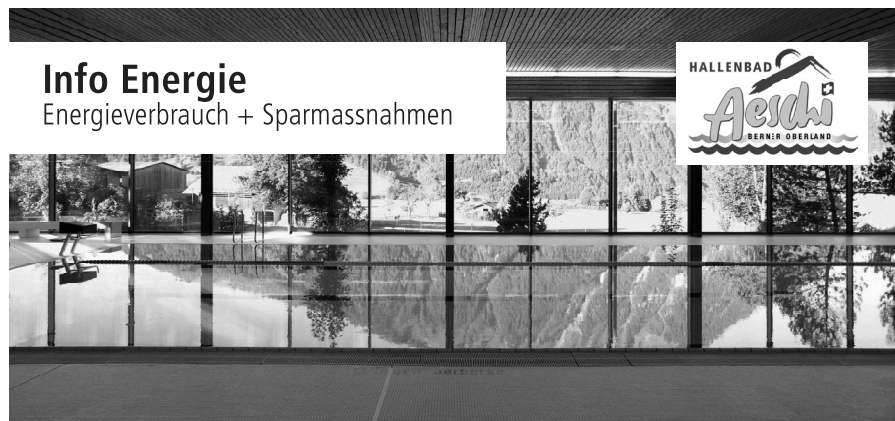 Info Energie
Energieverbrauch + Sparmassnahmen
HALLENBAD
Aeschi
BERNER OBERLAND